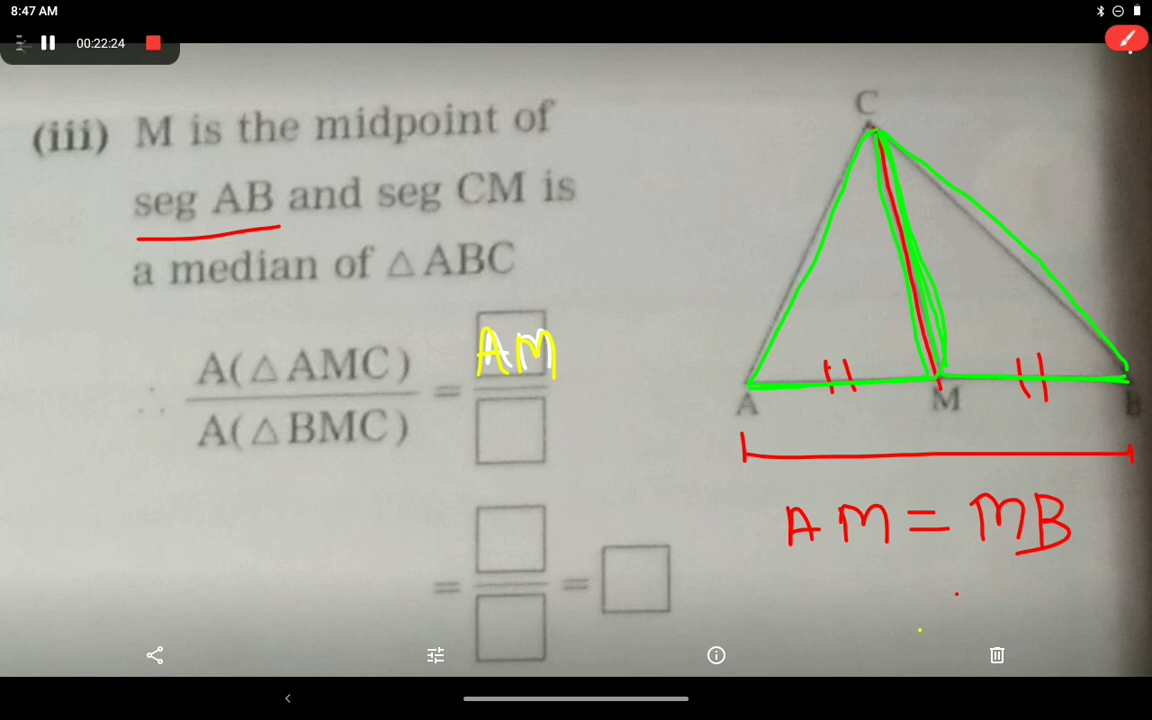 8:47 AM
00:22:24
(iii) M is the midpoint of
seg AB and seg CM is
a median of △ABC
∴ A(△AMC) / A(△BMC) = AM / □
= □ / □ = □
C
A M B
AM = MB